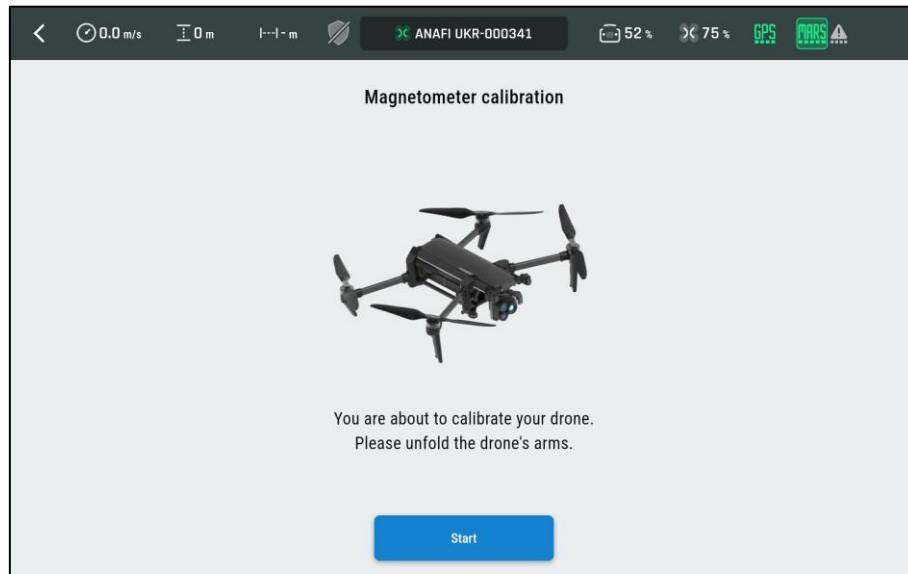 0.0 m/s 0 m - m ANAFI UKR-000341 52 % 75 % GPS MARS
Magnetometer calibration
You are about to calibrate your drone.
Please unfold the drone's arms.
Start